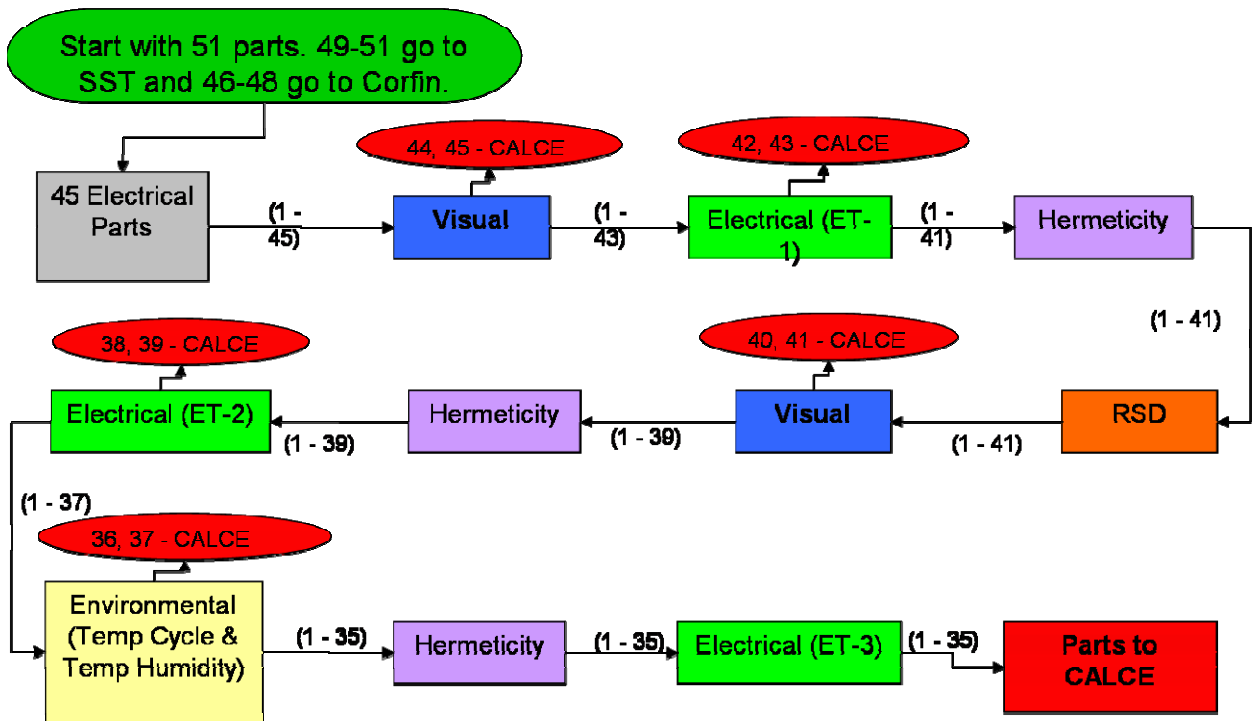 Start with 51 parts. 49-51 go to
SST and 46-48 go to Corfin.
44, 45 - CALCE
42, 43 - CALCE
45 Electrical
Parts
(1 -
45)
Visual
(1 -
43)
Electrical (ET-
1)
(1 -
41)
Hermeticity
(1 - 41)
38, 39 - CALCE
40, 41 - CALCE
Electrical (ET-2)
(1 - 39)
Hermeticity
(1 - 39)
Visual
(1 - 41)
RSD
(1 - 37)
36, 37 - CALCE
Environmental
(Temp Cycle &
Temp Humidity)
(1 - 35)
Hermeticity
(1 - 35)
Electrical (ET-3)
(1 - 35)
Parts to
CALCE